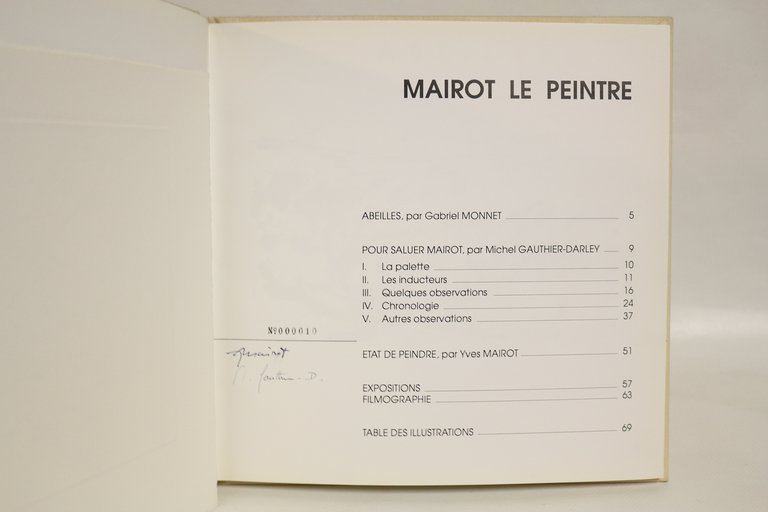 MAIROT LE PEINTRE
ABEILLES, par Gabriel MONNET 5
POUR SALUER MAIROT, par Michel GAUTHIER-DARLEY 9
I. La palette 10
II. Les inducteurs 11
III. Quelques observations 16
IV. Chronologie 24
V. Autres observations 37
ETAT DE PEINDRE, par Yves MAIROT 51
EXPOSITIONS 57
FILMOGRAPHIE 63
TABLE DES ILLUSTRATIONS 69
Nº000010